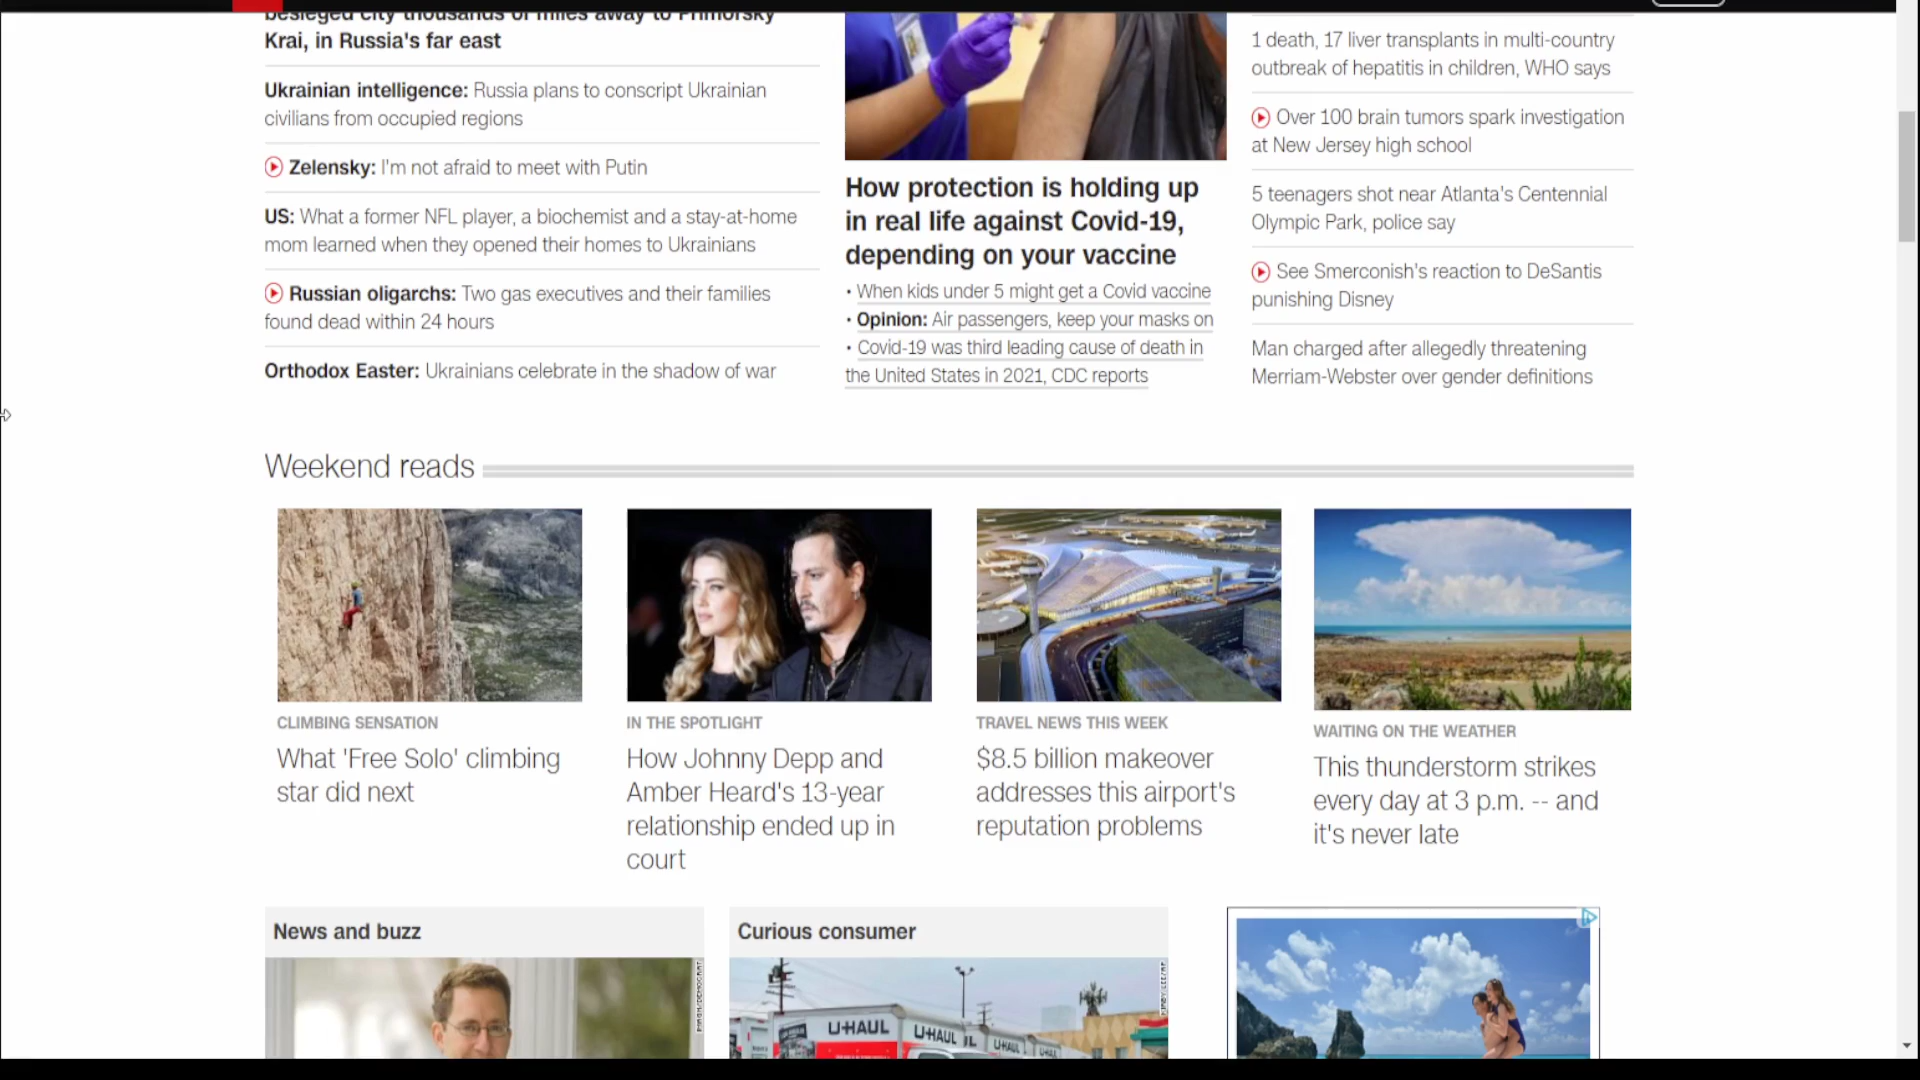 besieged city thousands of miles away to Primorsky
Krai, in Russia's far east
Ukrainian intelligence: Russia plans to conscript Ukrainian
civilians from occupied regions
Zelensky: I'm not afraid to meet with Putin
US: What a former NFL player, a biochemist and a stay-at-home
mom learned when they opened their homes to Ukrainians
Russian oligarchs: Two gas executives and their families
found dead within 24 hours
Orthodox Easter: Ukrainians celebrate in the shadow of war
How protection is holding up
in real life against Covid-19,
depending on your vaccine
• When kids under 5 might get a Covid vaccine
• Opinion: Air passengers, keep your masks on
• Covid-19 was third leading cause of death in
the United States in 2021, CDC reports
1 death, 17 liver transplants in multi-country
outbreak of hepatitis in children, WHO says
Over 100 brain tumors spark investigation
at New Jersey high school
5 teenagers shot near Atlanta's Centennial
Olympic Park, police say
See Smerconish's reaction to DeSantis
punishing Disney
Man charged after allegedly threatening
Merriam-Webster over gender definitions
Weekend reads
CLIMBING SENSATION
What 'Free Solo' climbing
star did next
IN THE SPOTLIGHT
How Johnny Depp and
Amber Heard's 13-year
relationship ended up in
court
TRAVEL NEWS THIS WEEK
$8.5 billion makeover
addresses this airport's
reputation problems
WAITING ON THE WEATHER
This thunderstorm strikes
every day at 3 p.m. -- and
it's never late
News and buzz
Curious consumer
U-HAUL
U-HAUL
U-HAUL